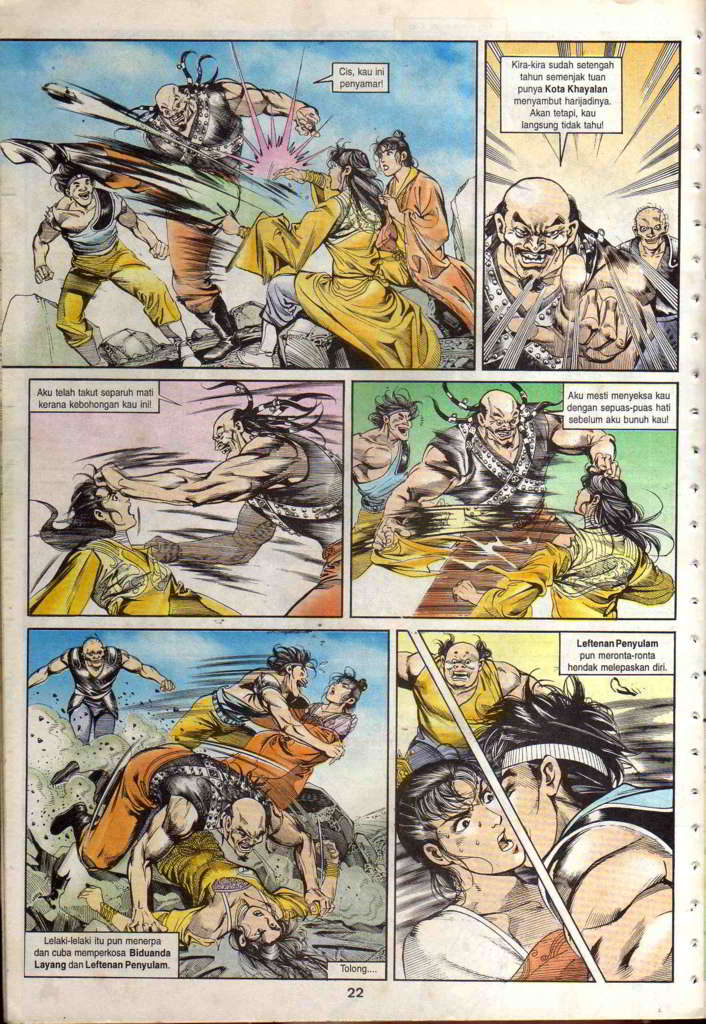 Cis, kau ini
penyamar!
Kira-kira sudah setengah
tahun semenjak tuan
punya Kota Khayalan
menyambut harijadinya.
Akan tetapi, kau
langsung tidak tahu!
Aku telah takut separuh mati
kerana kebohongan kau ini!
Aku mesti menyeksa kau
dengan sepuas-puas hati
sebelum aku bunuh kau!
Lelaki-lelaki itu pun menerpa
dan cuba memperkosa Biduanda
Layang dan Leftenan Penyulam.
Tolong....
Leftenan Penyulam
pun meronta-ronta
hendak melepaskan diri.
22